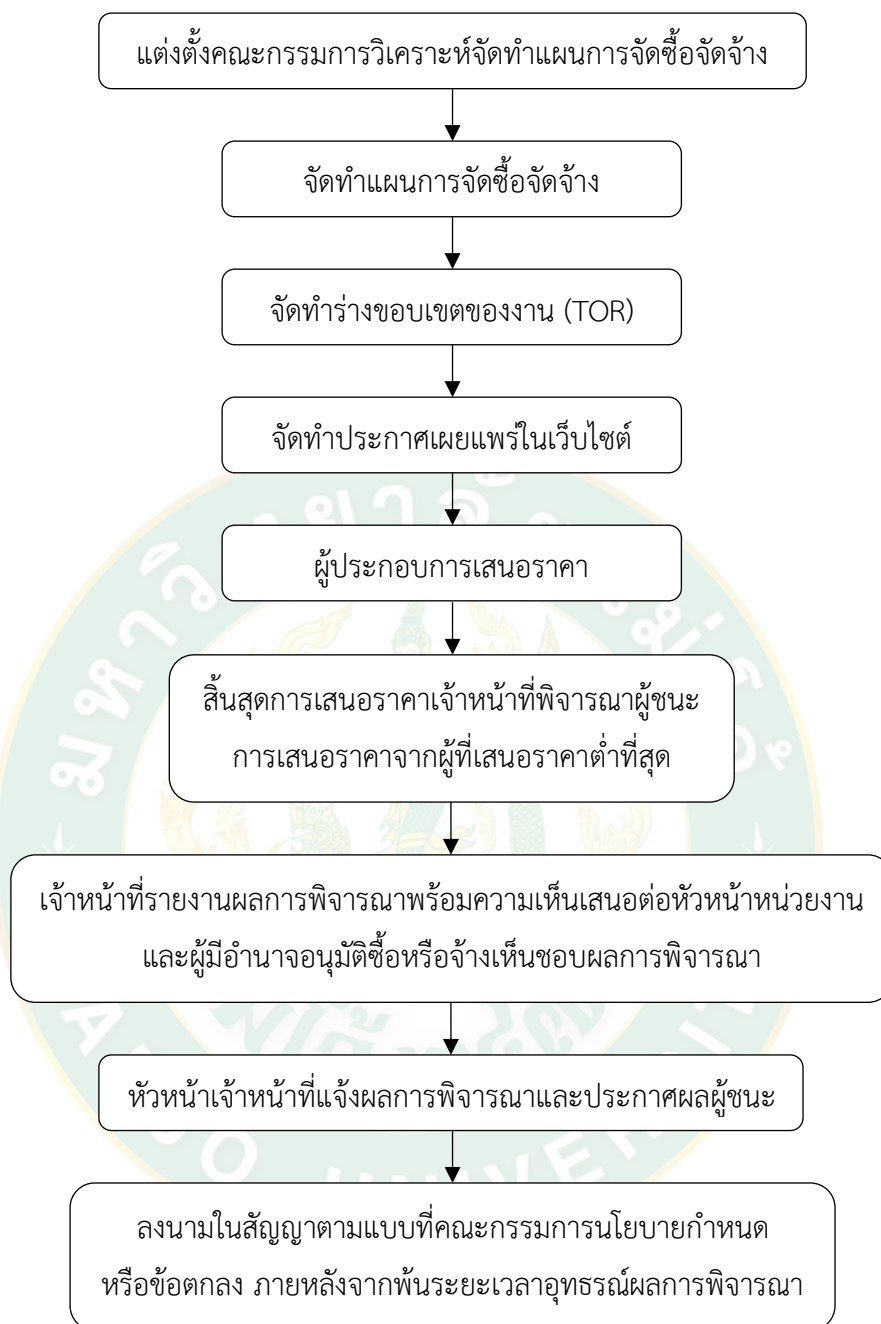 แต่งตั้งคณะกรรมการวิเคราะห์จัดทำแผนการจัดซื้อจัดจ้าง
จัดทำแผนการจัดซื้อจัดจ้าง
จัดทำร่างขอบเขตของงาน (TOR)
จัดทำประกาศเผยแพร่ในเว็บไซต์
ผู้ประกอบการเสนอราคา
สิ้นสุดการเสนอราคาเจ้าหน้าที่พิจารณาผู้ชนะ
การเสนอราคาจากผู้ที่เสนอราคาต่ำที่สุด
เจ้าหน้าที่รายงานผลการพิจารณาพร้อมความเห็นเสนอต่อหัวหน้าหน่วยงาน
และผู้มีอำนาจอนุมัติซื้อหรือจ้างเห็นชอบผลการพิจารณา
หัวหน้าเจ้าหน้าที่แจ้งผลการพิจารณาและประกาศผลผู้ชนะ
ลงนามในสัญญาตามแบบที่คณะกรรมการนโยบายกำหนด
หรือข้อตกลง ภายหลังจากพ้นระยะเวลาอุทธรณ์ผลการพิจารณา